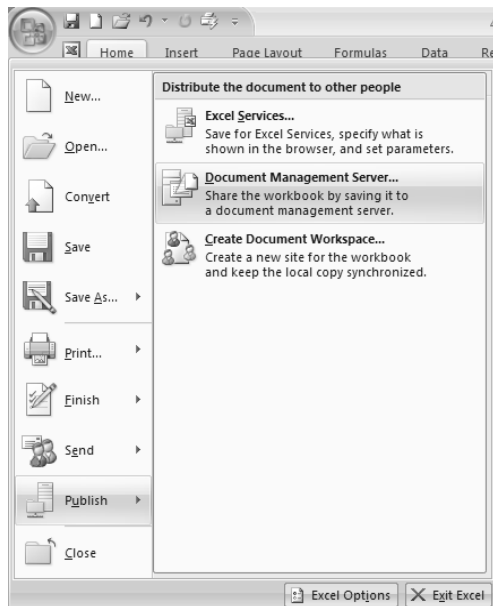 Home Insert Page Layout Formulas Data Re
New...
Open...
Convert
Save
Save As...
Print...
Finish
Send
Publish
Close
Distribute the document to other people
Excel Services...
Save for Excel Services, specify what is
shown in the browser, and set parameters.
Document Management Server...
Share the workbook by saving it to
a document management server.
Create Document Workspace...
Create a new site for the workbook
and keep the local copy synchronized.
Excel Options Exit Excel